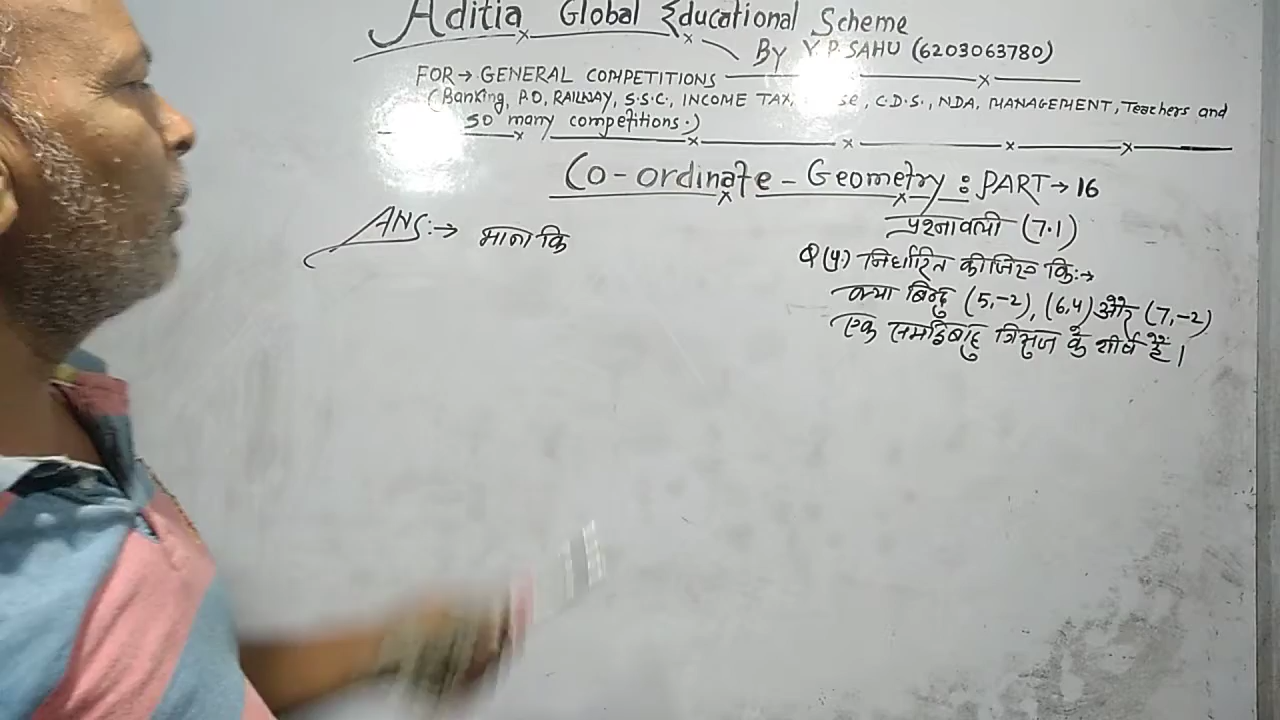 Aditia Global Educational Scheme
By Y.P. SAHU (6203063780)
FOR→ GENERAL COMPETITIONS
(Banking, P.O, RAILWAY, S.S.C., INCOME TAX, C.D.S., NDA, MANAGEMENT, Teachers and
so many competitions.)
Co-ordinate-Geometry: PART→16
प्रश्नावली (7.1)
ANS:→ माना कि
निर्धारित कीजिए कि:→
क्या बिन्दु (5,-2), (6,4) और (7,-2)
एक समद्विबाहु त्रिभुज के शीर्ष हैं।